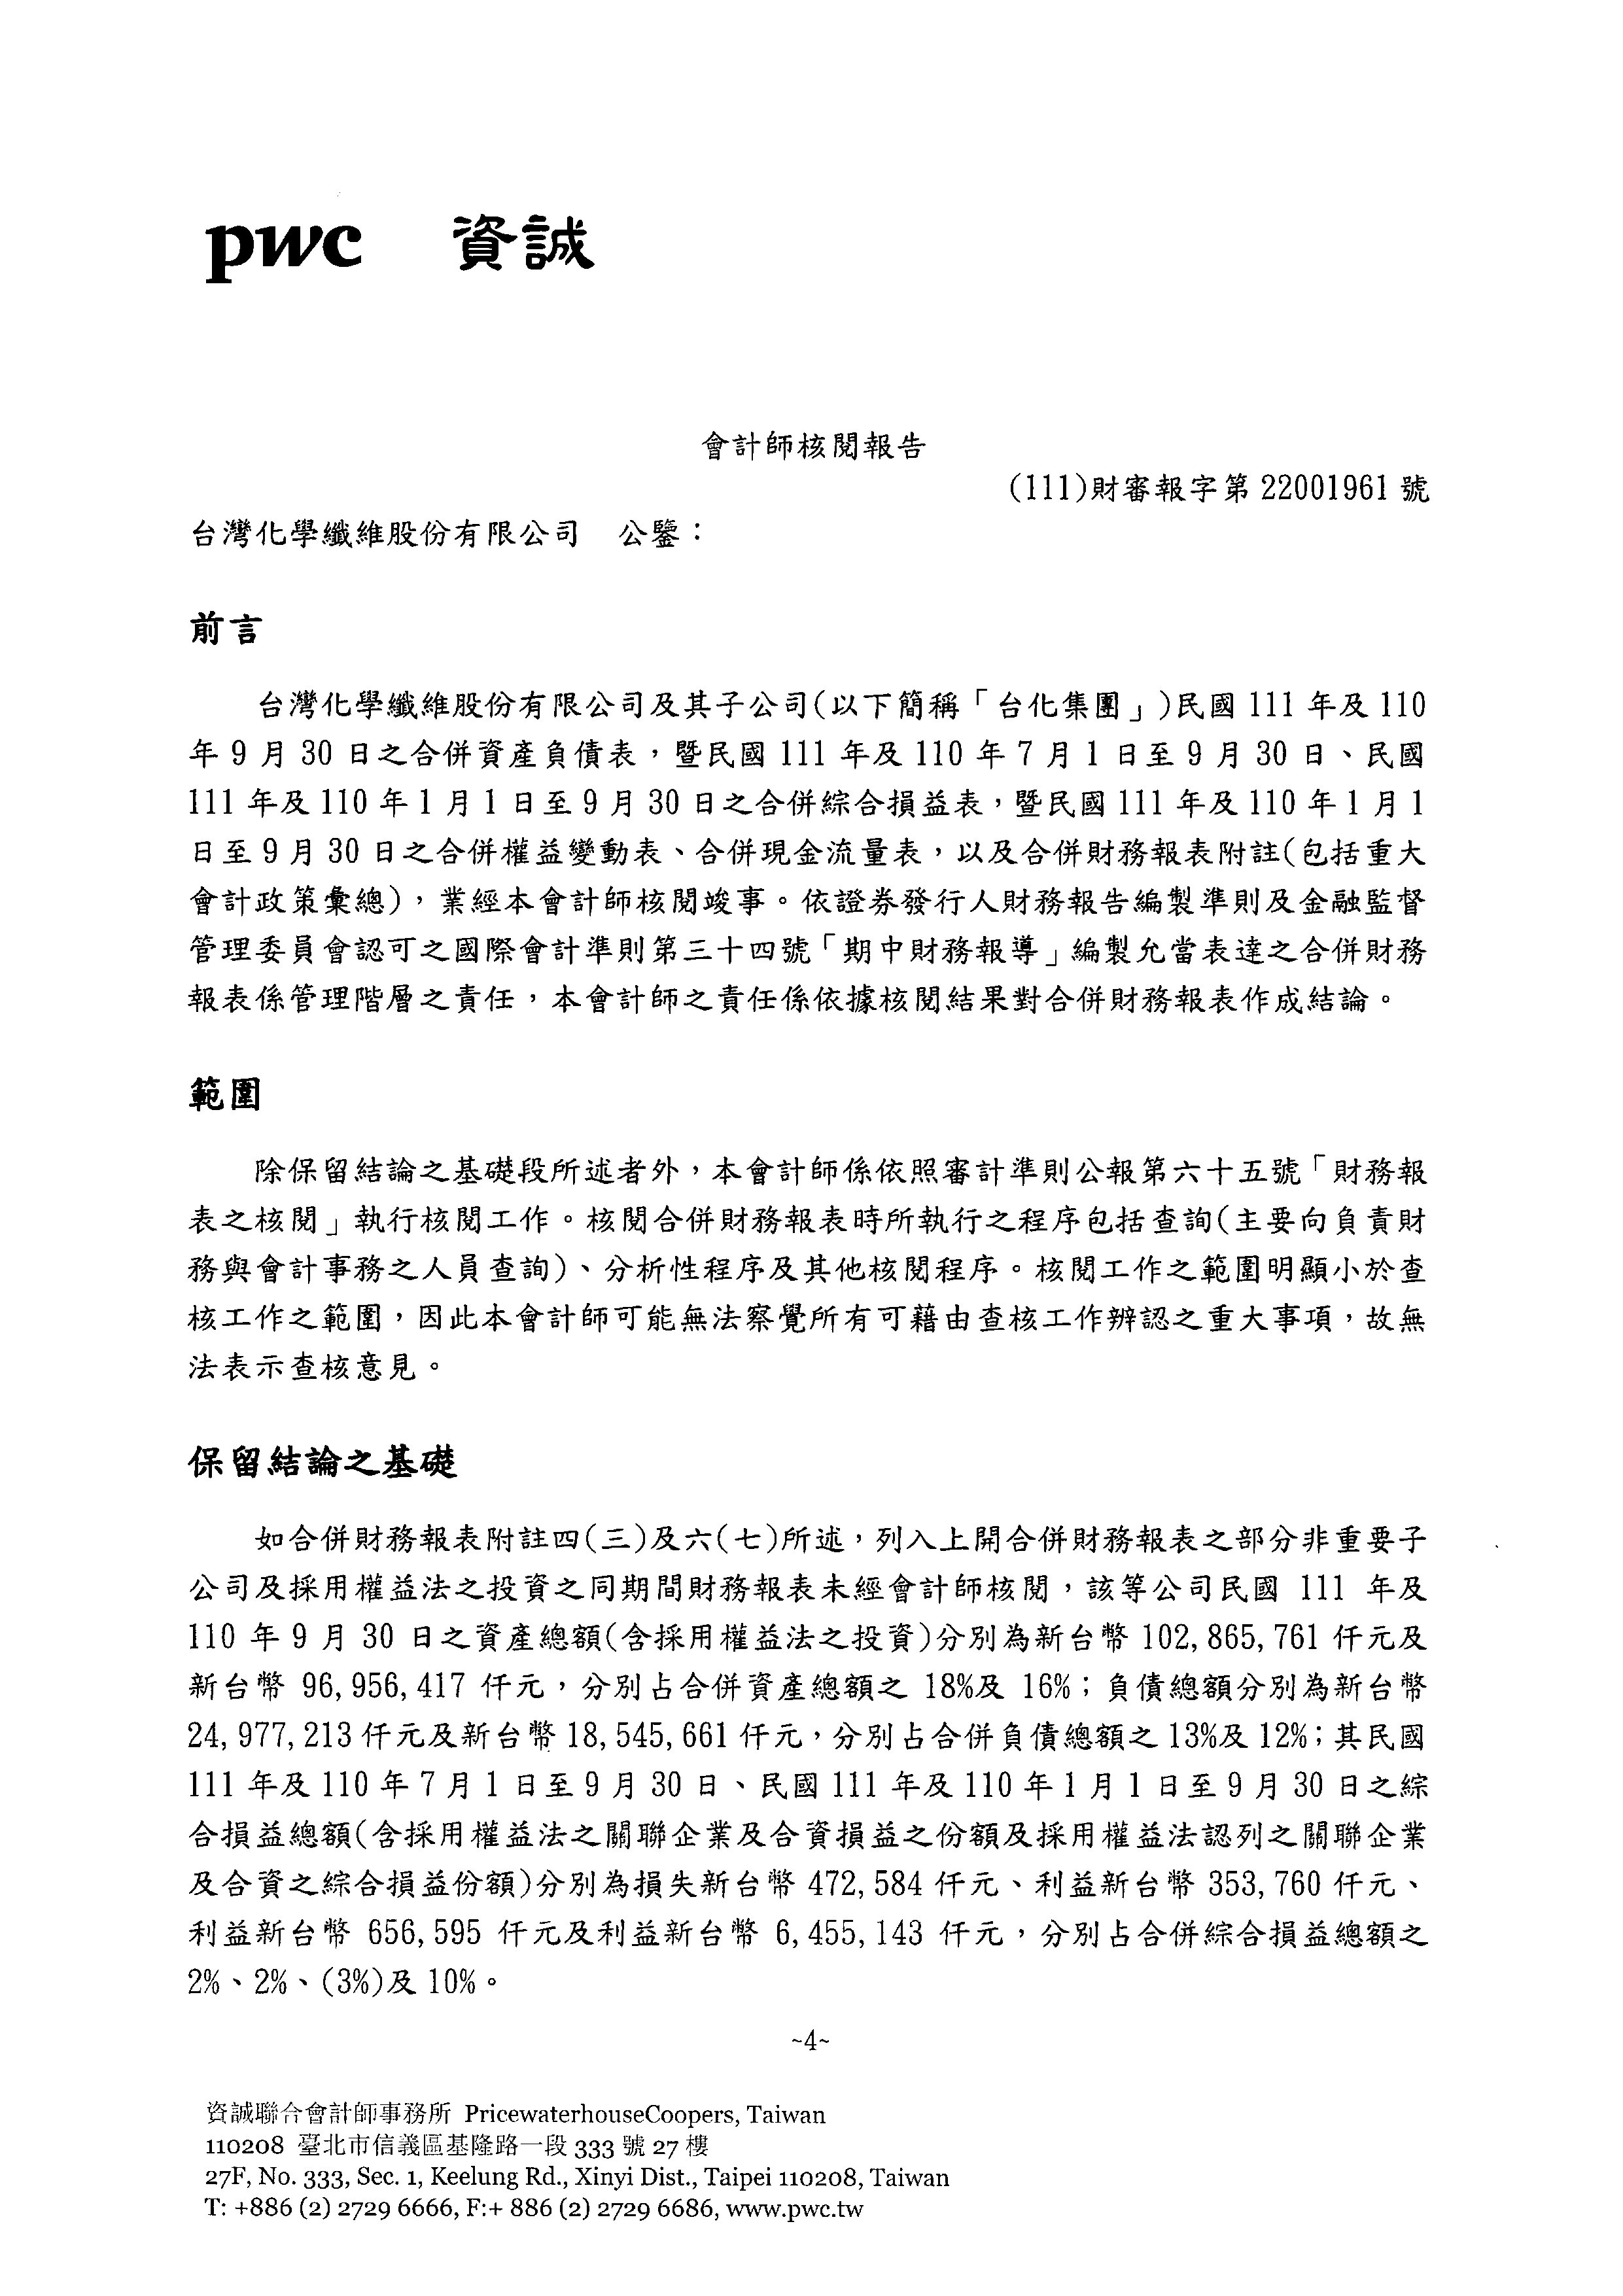 pwc 資誠
會計師核閱報告
(111)財審報字第 22001961 號
台灣化學纖維股份有限公司 公鑒：
前言
台灣化學纖維股份有限公司及其子公司(以下簡稱「台化集團」)民國 111 年及 110
年 9 月 30 日之合併資產負債表，暨民國 111 年及 110 年 7 月 1 日至 9 月 30 日、民國
111 年及 110 年 1 月 1 日至 9 月 30 日之合併綜合損益表，暨民國 111 年及 110 年 1 月 1
日至 9 月 30 日之合併權益變動表、合併現金流量表，以及合併財務報表附註(包括重大
會計政策彙總)，業經本會計師核閱竣事。依證券發行人財務報告編製準則及金融監督
管理委員會認可之國際會計準則第三十四號「期中財務報導」編製允當表達之合併財務
報表係管理階層之責任，本會計師之責任係依據核閱結果對合併財務報表作成結論。
範圍
除保留結論之基礎段所述者外，本會計師係依照審計準則公報第六十五號「財務報
表之核閱」執行核閱工作。核閱合併財務報表時所執行之程序包括查詢(主要向負責財
務與會計事務之人員查詢)、分析性程序及其他核閱程序。核閱工作之範圍明顯小於查
核工作之範圍，因此本會計師可能無法察覺所有可藉由查核工作辨認之重大事項，故無
法表示查核意見。
保留結論之基礎
如合併財務報表附註四(三)及六(七)所述，列入上開合併財務報表之部分非重要子
公司及採用權益法之投資之同期間財務報表未經會計師核閱，該等公司民國 111 年及
110 年 9 月 30 日之資產總額(含採用權益法之投資)分別為新台幣 102,865,761 仟元及
新台幣 96,956,417 仟元，分別占合併資產總額之 18%及 16%；負債總額分別為新台幣
24,977,213 仟元及新台幣 18,545,661 仟元，分別占合併負債總額之 13%及 12%；其民國
111 年及 110 年 7 月 1 日至 9 月 30 日、民國 111 年及 110 年 1 月 1 日至 9 月 30 日之綜
合損益總額(含採用權益法之關聯企業及合資損益之份額及採用權益法認列之關聯企業
及合資之綜合損益份額)分別為損失新台幣 472,584 仟元、利益新台幣 353,760 仟元、
利益新台幣 656,595 仟元及利益新台幣 6,455,143 仟元，分別占合併綜合損益總額之
2%、2%、(3%)及 10%。
~4~
資誠聯合會計師事務所 PricewaterhouseCoopers, Taiwan
110208 臺北市信義區基隆路一段 333 號 27 樓
27F, No. 333, Sec. 1, Keelung Rd., Xinyi Dist., Taipei 110208, Taiwan
T: +886 (2) 2729 6666, F:+ 886 (2) 2729 6686, www.pwc.tw